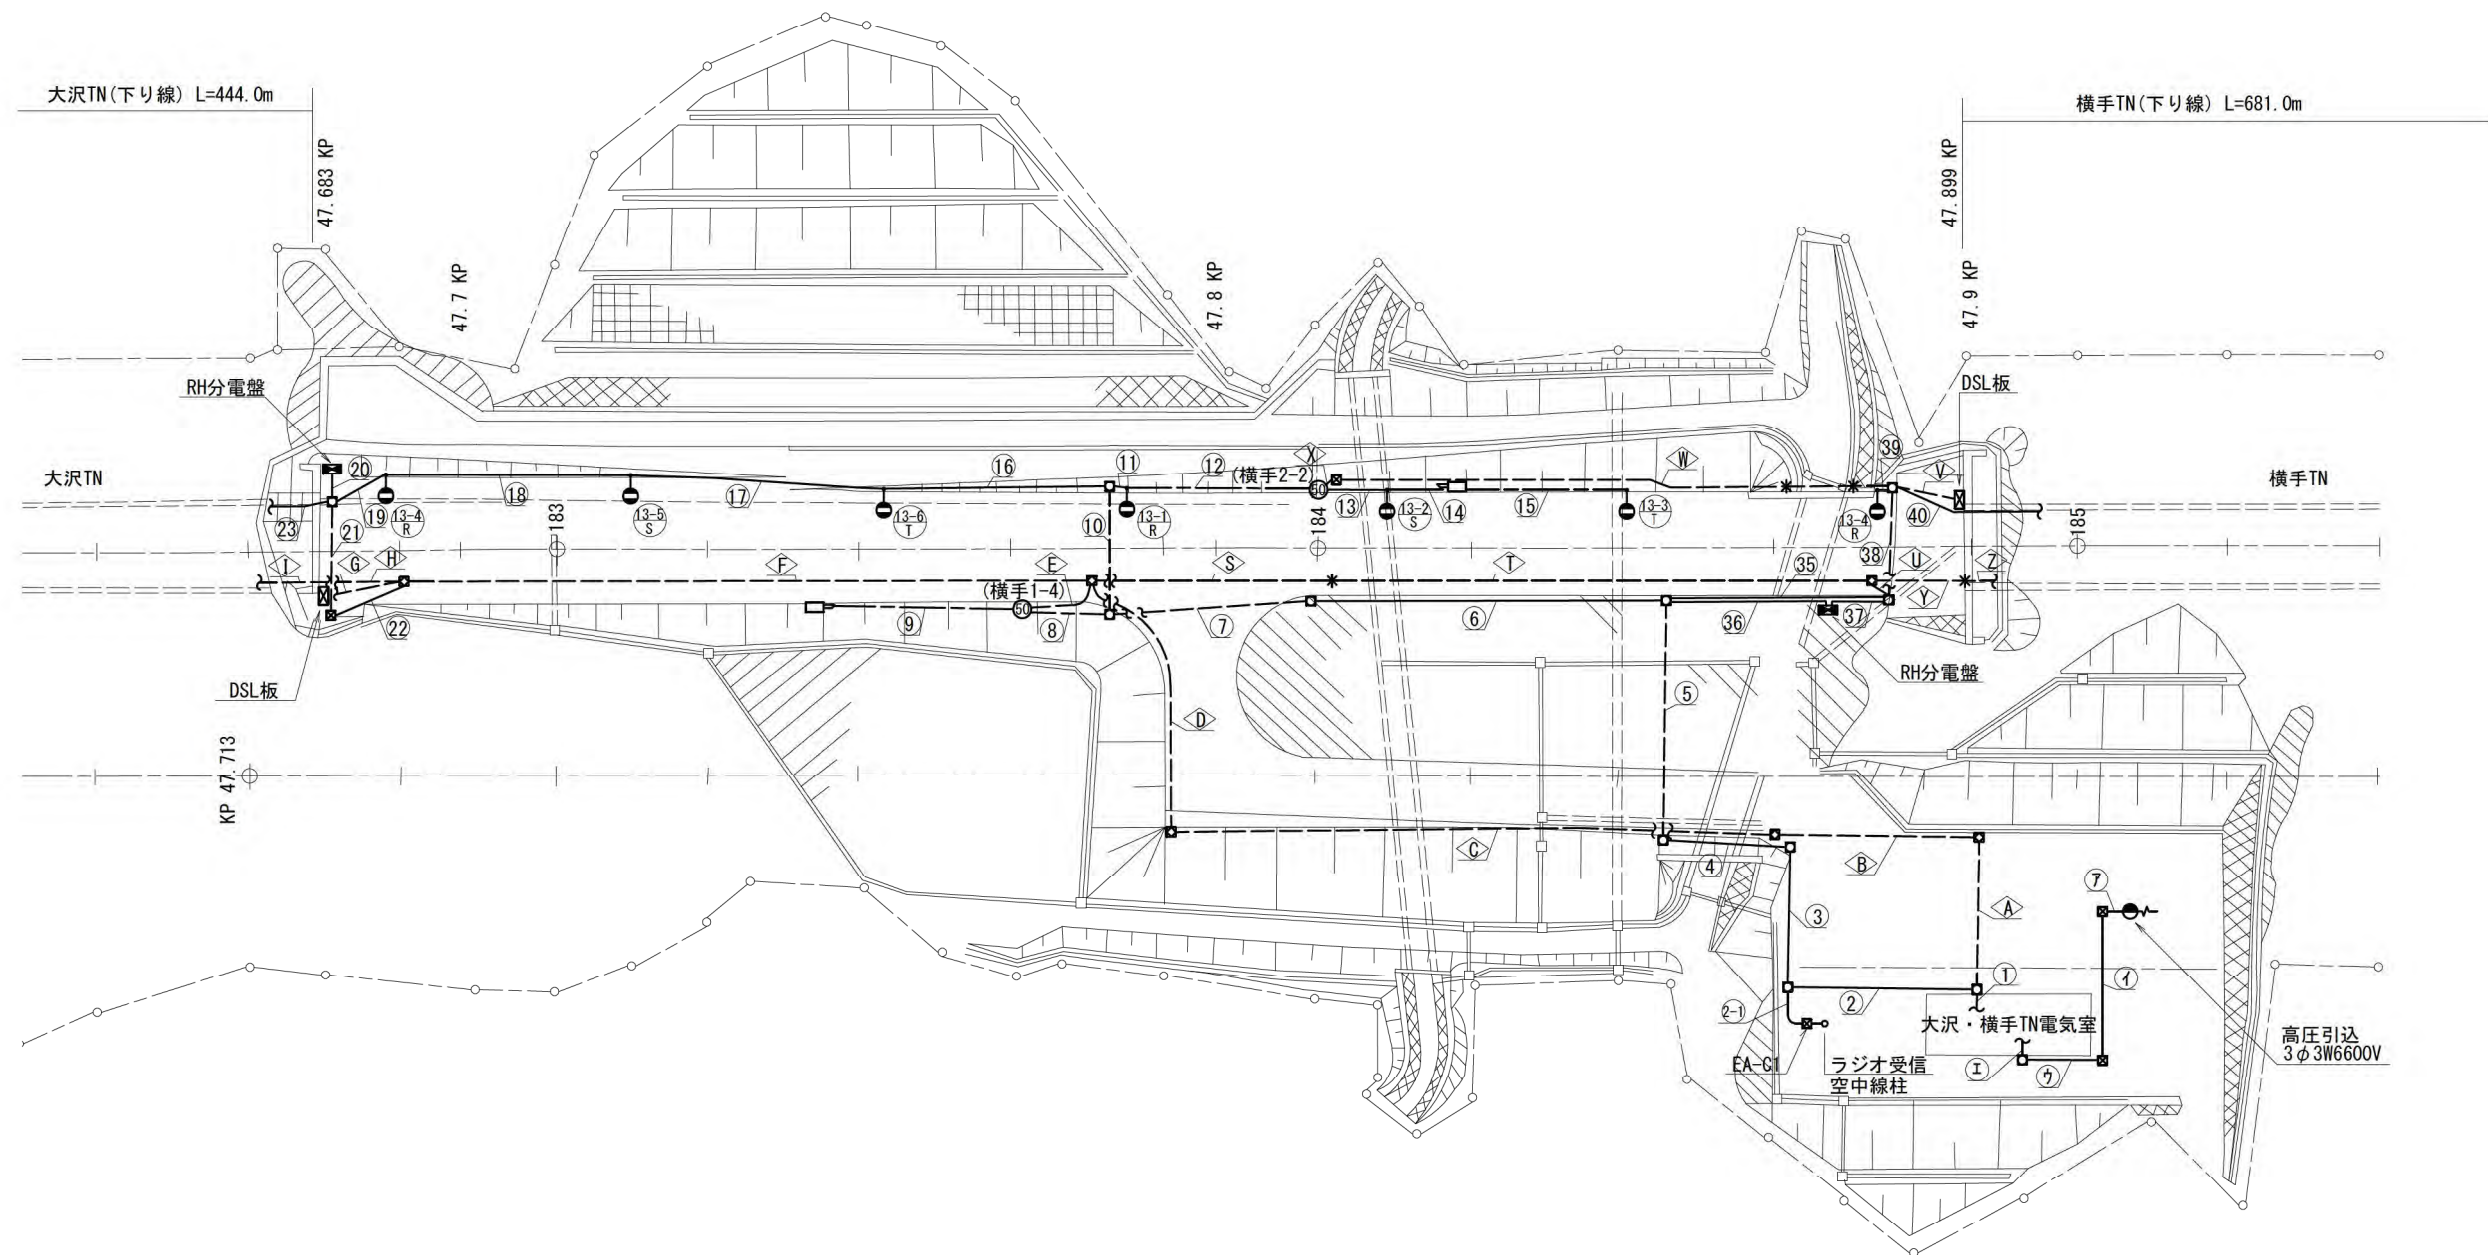 大沢TN(下り線) L=444.0m
横手TN(下り線) L=681.0m
47.683 KP
47.899 KP
47.7 KP
47.8 KP
47.9 KP
RH分電盤
DSL板
大沢TN
横手TN
20
18
17
16
11
12
X
(横手2-2)
50
W
39
V
23
19
13-4
R
13-5
S
13-6
T
13-1
R
13
13-2
S
14
15
13-3
T
13-4
R
40
21
10
183
184
185
38
I
G
H
F
E
S
T
35
U
Z
(横手1-4)
50
22
9
8
7
6
36
37
Y
DSL板
RH分電盤
D
5
KP 47.713
C
4
B
ア
3
A
1
イ
2-1
2
大沢・横手TN電気室
高圧引込
3φ3W6600V
EA-G1
ラジオ受信
空中線柱
エ
ウ